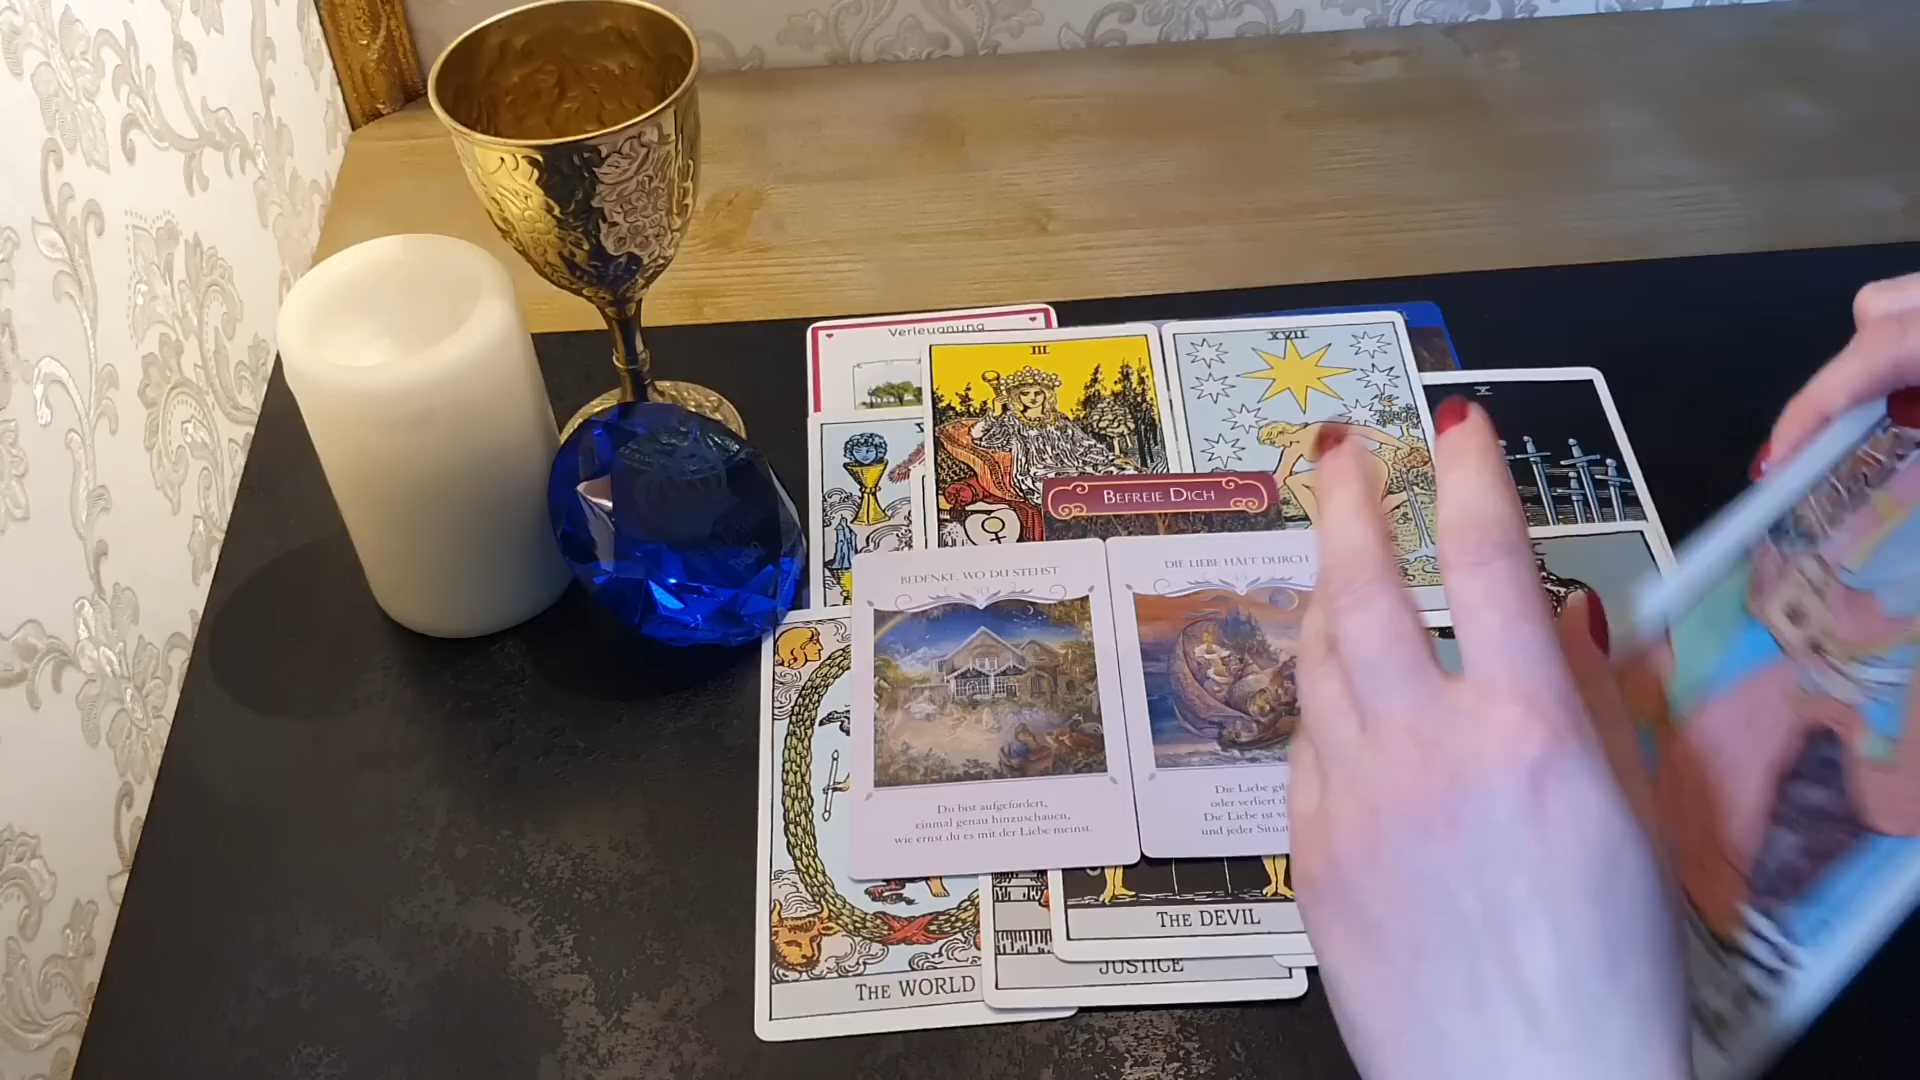 Verleugnung
III
XVII
X
BEFREIE DICH
BEDENKE, WO DU STEHST
Du bist aufgefordert,
einmal genau hinzuschauen,
wie ernst du es mit der Liebe meinst.
DIE LIEBE HÄLT DURCH
Die Liebe
oder verliert
Die Liebe ist
und jeder
THE DEVIL
JUSTICE
THE WORLD